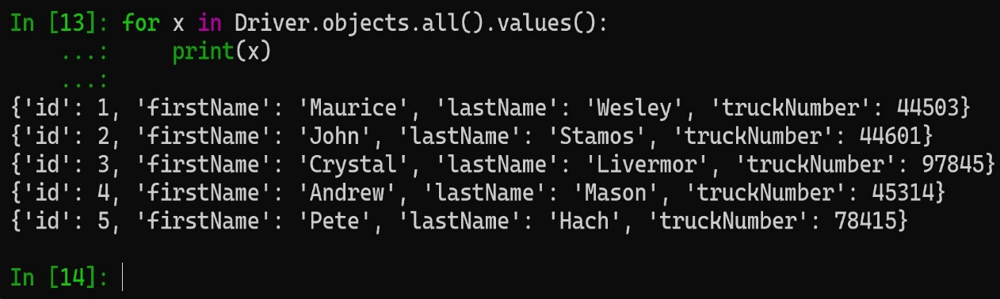 In [13]: for x in Driver.objects.all().values():
    ...:     print(x)
    ...:
{'id': 1, 'firstName': 'Maurice', 'lastName': 'Wesley', 'truckNumber': 44503}
{'id': 2, 'firstName': 'John', 'lastName': 'Stamos', 'truckNumber': 44601}
{'id': 3, 'firstName': 'Crystal', 'lastName': 'Livermor', 'truckNumber': 97845}
{'id': 4, 'firstName': 'Andrew', 'lastName': 'Mason', 'truckNumber': 45314}
{'id': 5, 'firstName': 'Pete', 'lastName': 'Hach', 'truckNumber': 78415}
In [14]: